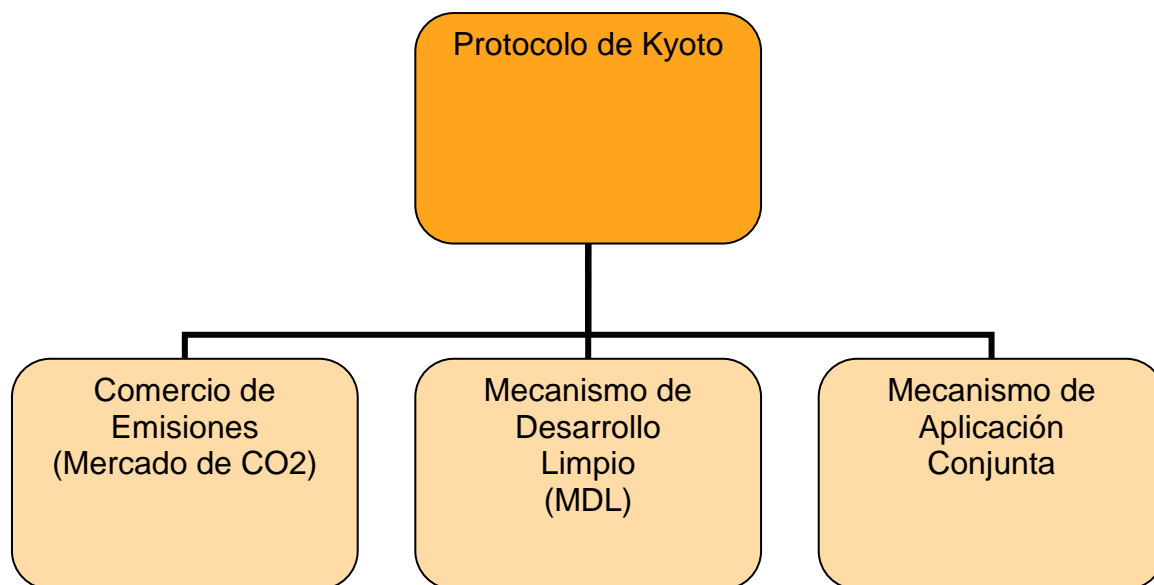 Protocolo de Kyoto
Comercio de
Emisiones
(Mercado de CO2)
Mecanismo de
Desarrollo
Limpio
(MDL)
Mecanismo de
Aplicación
Conjunta